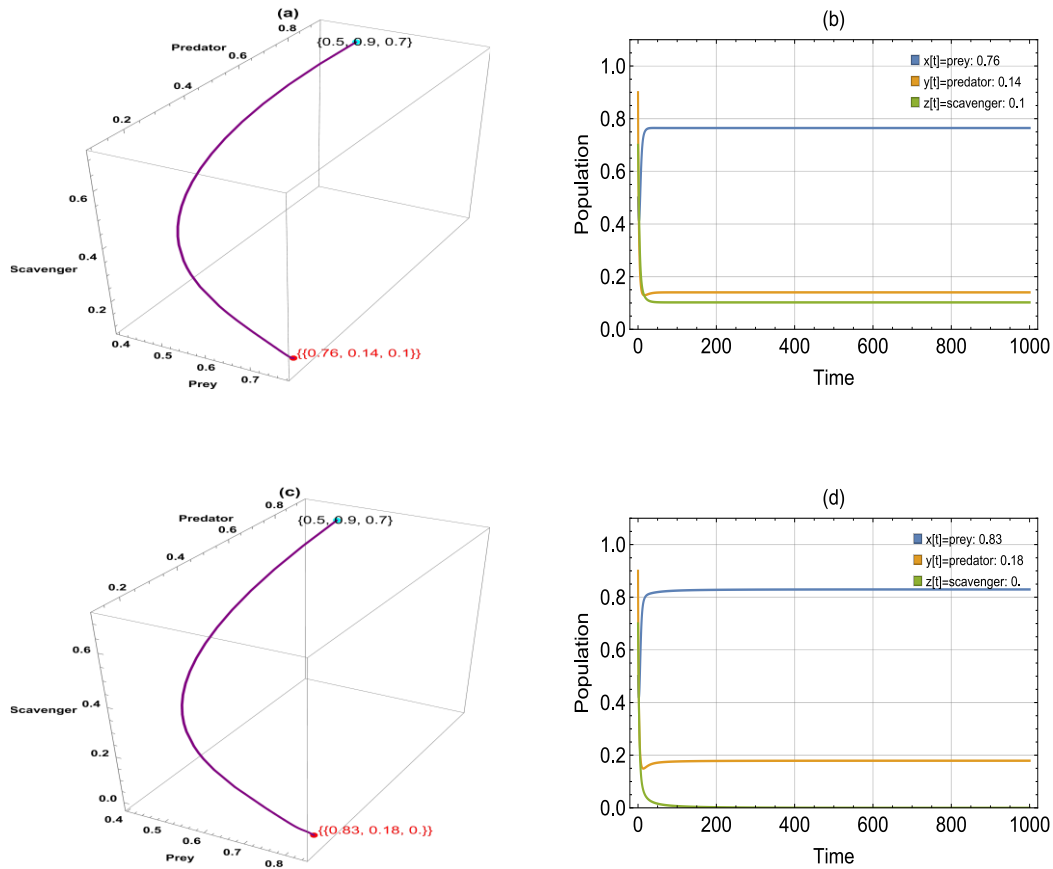 (a)
Predator
0.2
0.4
0.6
0.8
{0.5, 0.9, 0.7}
Scavenger
0.6
0.4
0.2
0.4
0.5
0.6
0.7
Prey
{{0.76, 0.14, 0.1}}
(b)
Population
1.0
0.8
0.6
0.4
0.2
0.0
x[t]=prey: 0.76
y[t]=predator: 0.14
z[t]=scavenger: 0.1
0
200
400
600
800
1000
Time
(c)
Predator
0.2
0.4
0.6
0.8
{0.5, 0.9, 0.7}
Scavenger
0.6
0.4
0.2
0.0
0.4
0.5
0.6
0.7
0.8
Prey
{{0.83, 0.18, 0.}}
(d)
Population
1.0
0.8
0.6
0.4
0.2
0.0
x[t]=prey: 0.83
y[t]=predator: 0.18
z[t]=scavenger: 0.
0
200
400
600
800
1000
Time